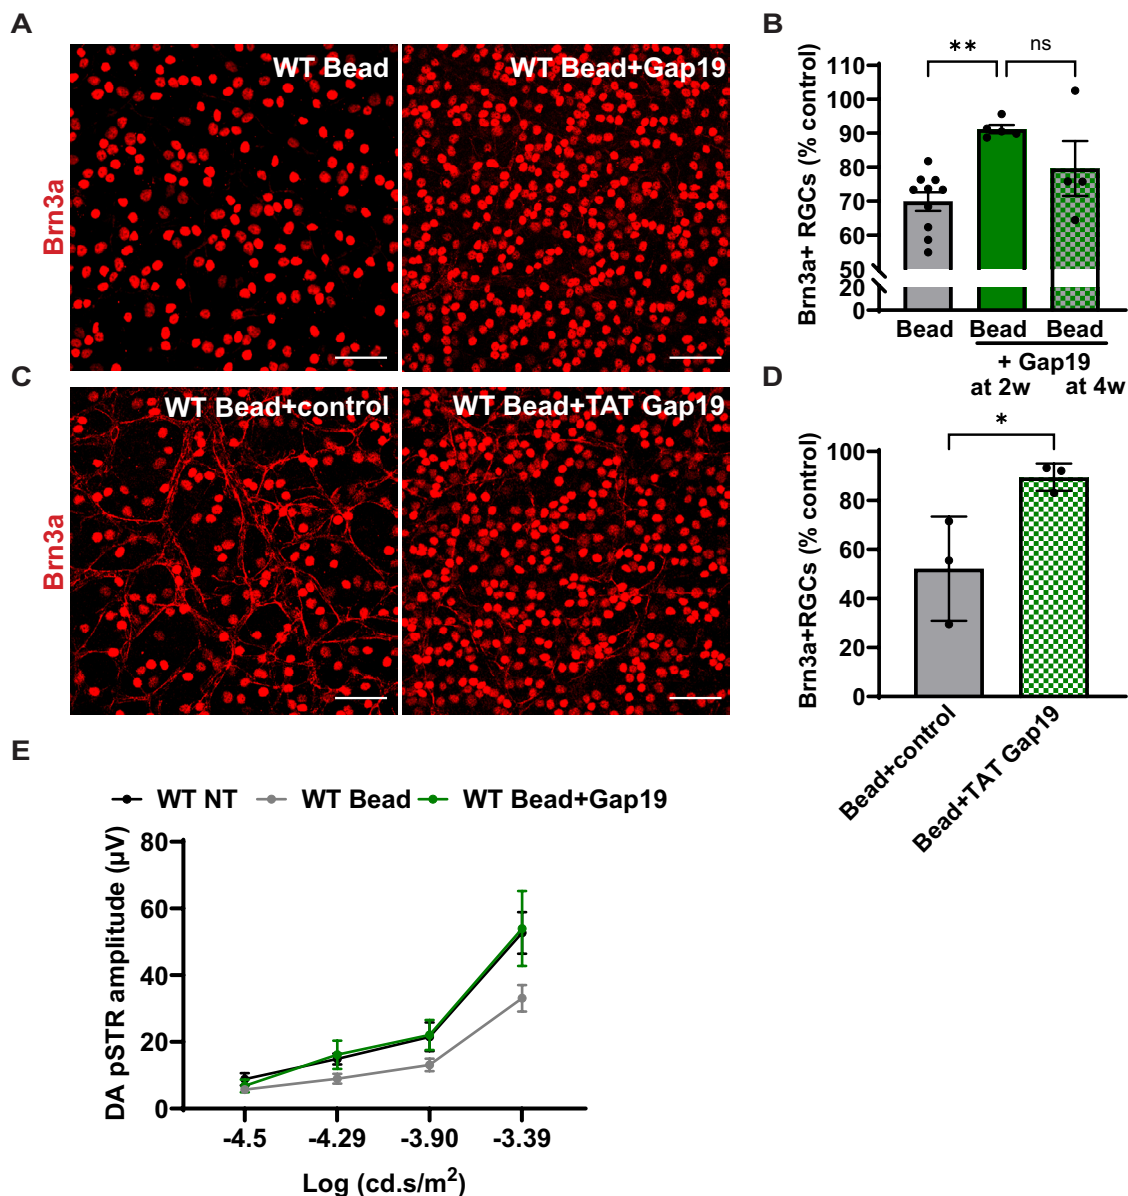 A
WT Bead
WT Bead+Gap19
Brn3a
B
**
ns
Brn3a+ RGCs (% control)
110
100
90
80
70
60
50
20
0
Bead
Bead
Bead
+ Gap19
at 2w
at 4w
C
WT Bead+control
WT Bead+TAT Gap19
Brn3a
D
*
Brn3a+RGCs (% control)
100
80
60
40
20
0
Bead+control
Bead+TAT Gap19
E
WT NT
WT Bead
WT Bead+Gap19
DA pSTR amplitude (µV)
80
60
40
20
0
-4.5
-4.29
-3.90
-3.39
Log (cd.s/m²)